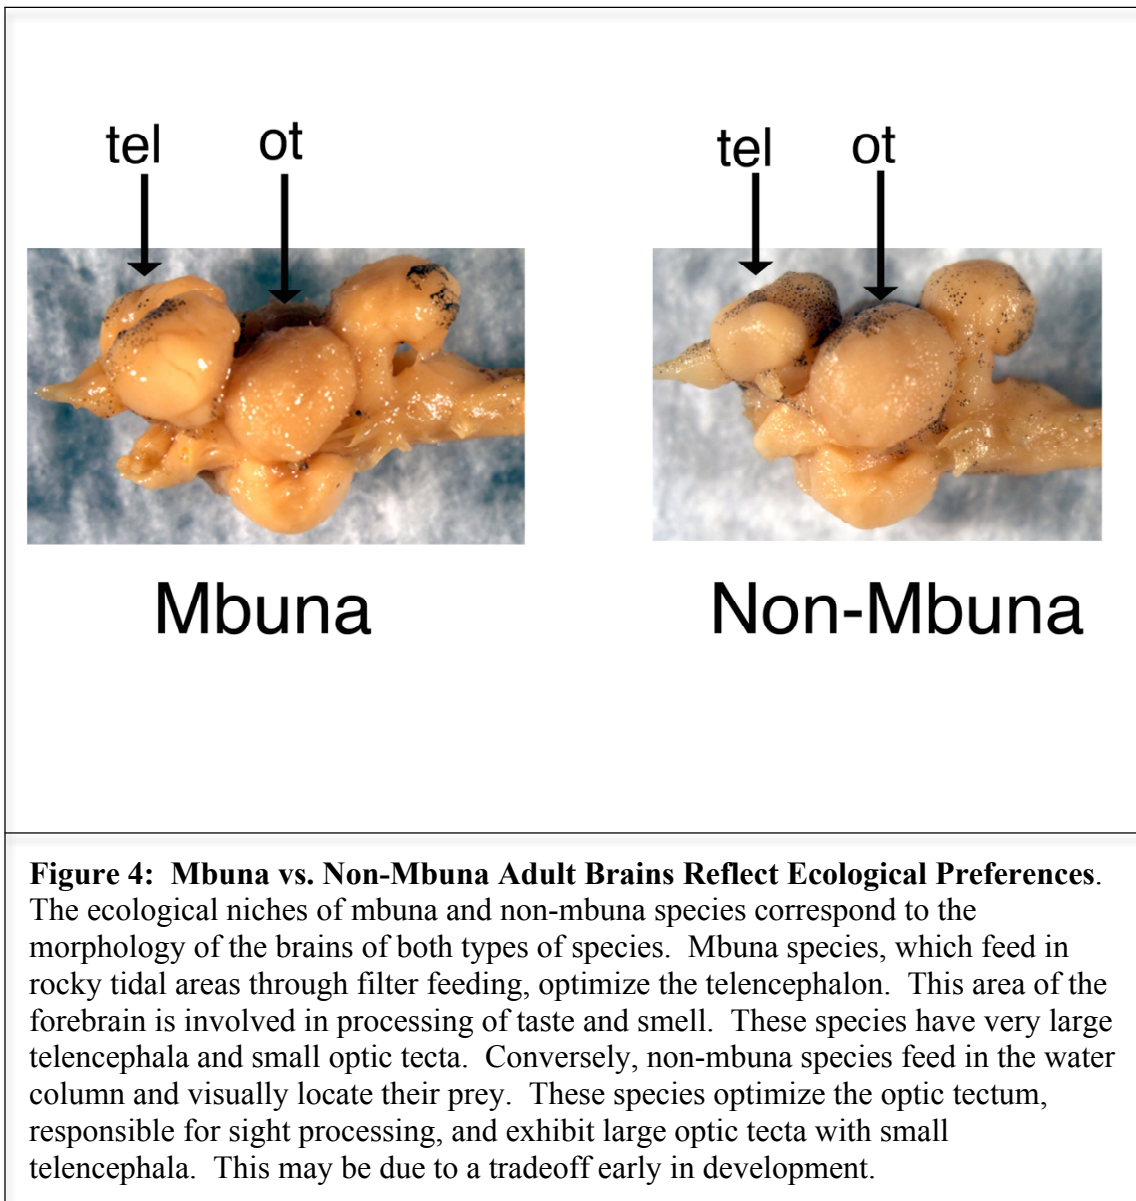 tel ot tel ot
Mbuna Non-Mbuna
Figure 4:  Mbuna vs. Non-Mbuna Adult Brains Reflect Ecological Preferences.
The ecological niches of mbuna and non-mbuna species correspond to the
morphology of the brains of both types of species.  Mbuna species, which feed in
rocky tidal areas through filter feeding, optimize the telencephalon.  This area of the
forebrain is involved in processing of taste and smell.  These species have very large
telencephala and small optic tecta.  Conversely, non-mbuna species feed in the water
column and visually locate their prey.  These species optimize the optic tectum,
responsible for sight processing, and exhibit large optic tecta with small
telencephala.  This may be due to a tradeoff early in development.